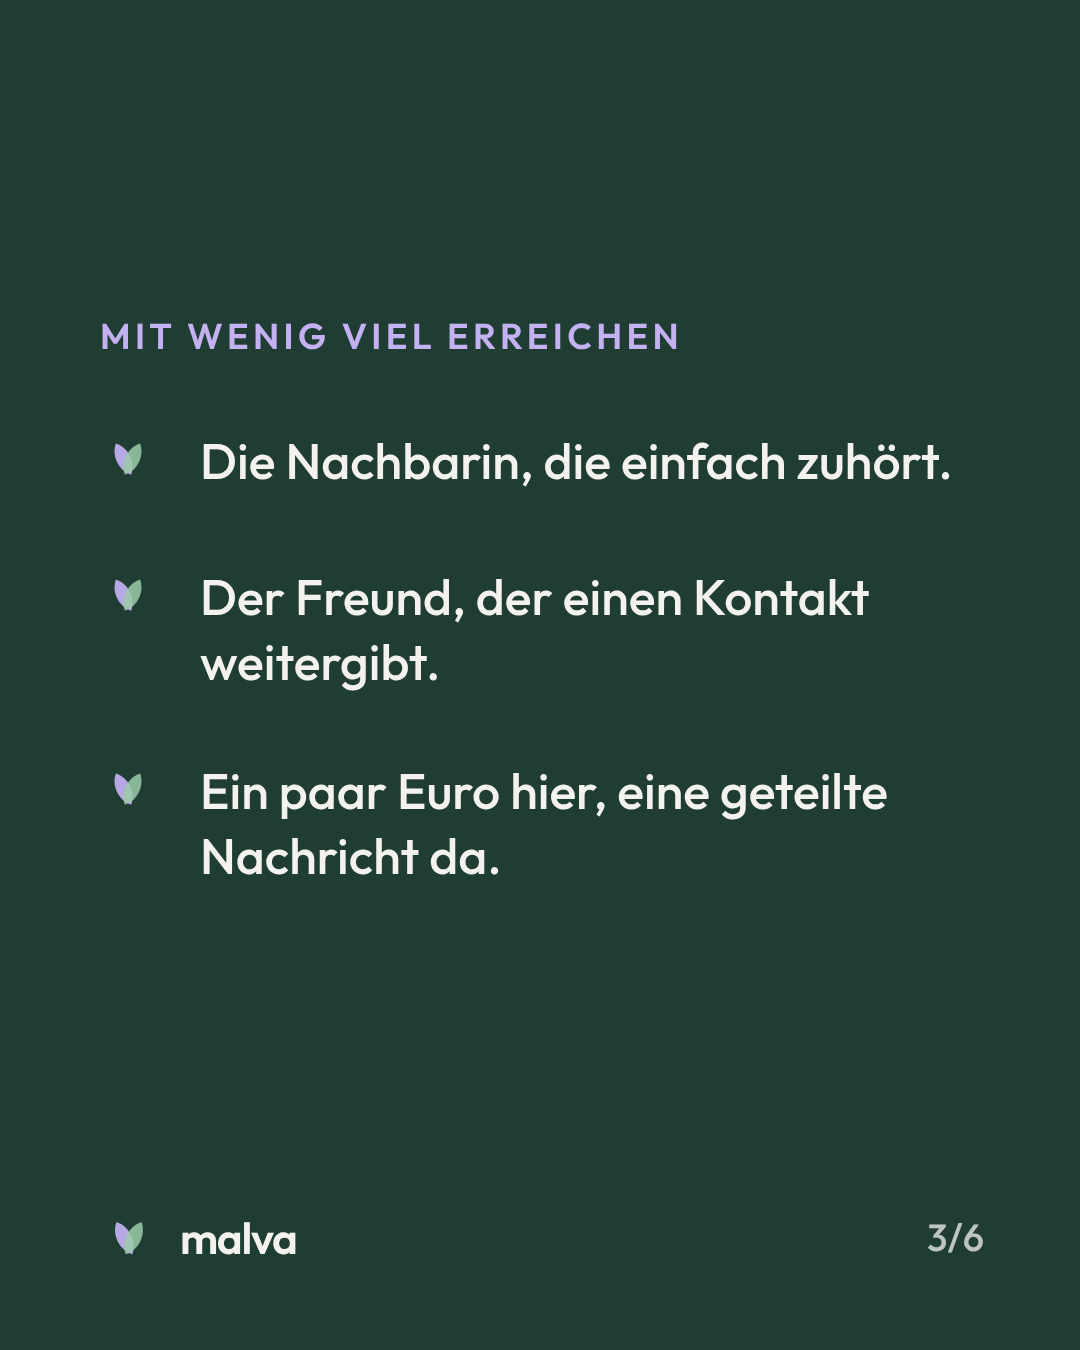 MIT WENIG VIEL ERREICHEN
Die Nachbarin, die einfach zuhört.
Der Freund, der einen Kontakt
weitergibt.
Ein paar Euro hier, eine geteilte
Nachricht da.
malva
3/6